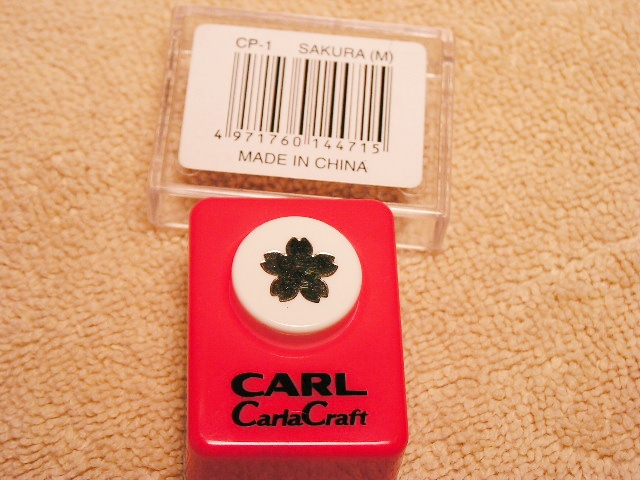 CP-1 SAKURA (M)
4 971760 144715
MADE IN CHINA
CARL
CarlaCraft